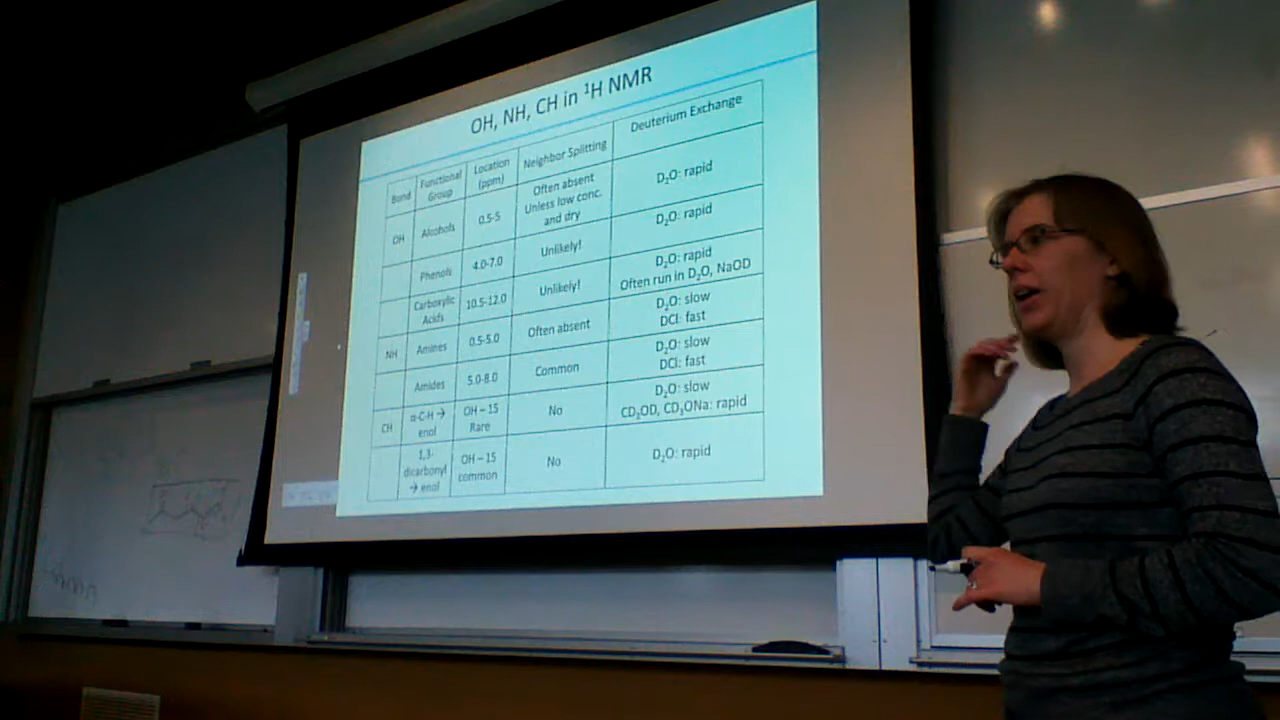 OH, NH, CH in ¹H NMR
Bond
Functional
Group
Location
(ppm)
Neighbor Splitting
Deuterium Exchange
OH
Alcohols
0.5-5
Often absent
Unless low conc.
and dry
D₂O: rapid
Phenols
4.0-7.0
Unlikely!
D₂O: rapid
Carboxylic
Acids
10.5-12.0
Unlikely!
D₂O: rapid
Often run in D₂O, NaOD
NH
Amines
0.5-5.0
Often absent
D₂O: slow
DCl: fast
Amides
5.0-8.0
Common
D₂O: slow
DCl: fast
CH
α-C-H →
enol
OH – 15
Rare
No
D₂O: slow
CD₃OD, CD₃ONa: rapid
1,3-
dicarbonyl
→ enol
OH – 15
common
No
D₂O: rapid